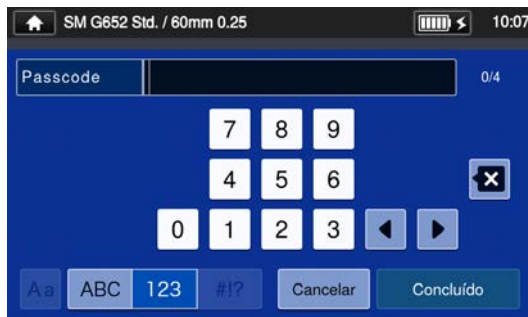 SM G652 Std. / 60mm 0.25 10:07
Passcode 0/4
7 8 9
4 5 6
0 1 2 3
Aa ABC 123 #!? Cancelar Concluído